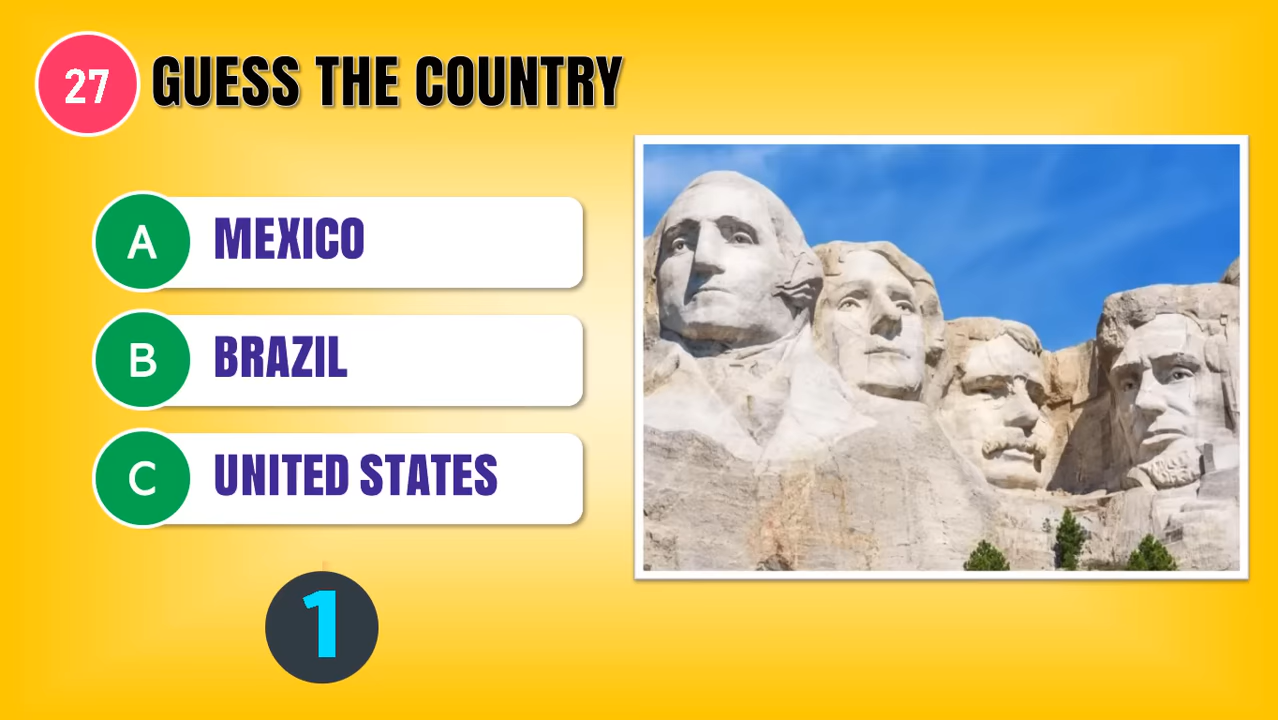 27 GUESS THE COUNTRY
A MEXICO
B BRAZIL
C UNITED STATES
1